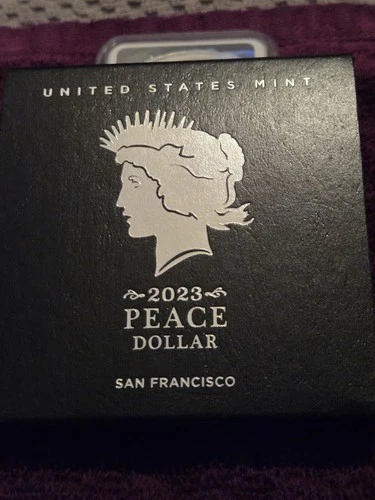 UNITED STATES MINT
2023
PEACE
DOLLAR
SAN FRANCISCO